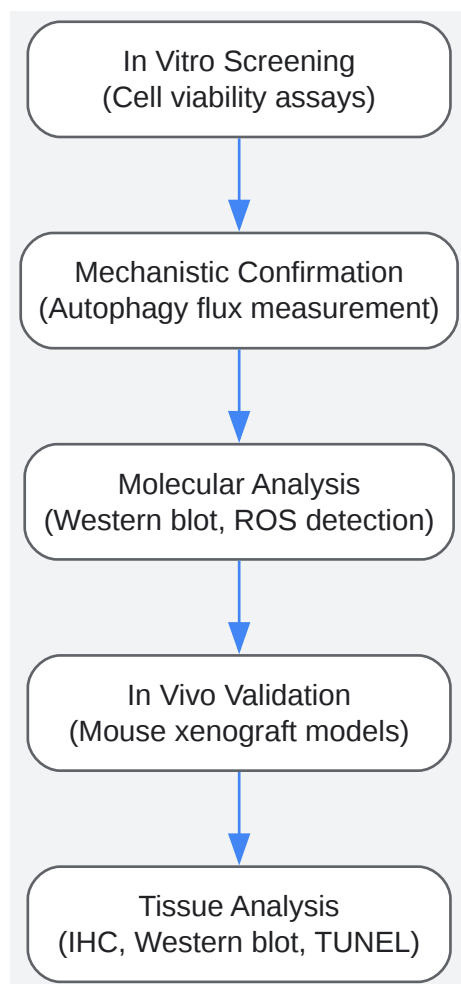 In Vitro Screening
(Cell viability assays)
Mechanistic Confirmation
(Autophagy flux measurement)
Molecular Analysis
(Western blot, ROS detection)
In Vivo Validation
(Mouse xenograft models)
Tissue Analysis
(IHC, Western blot, TUNEL)